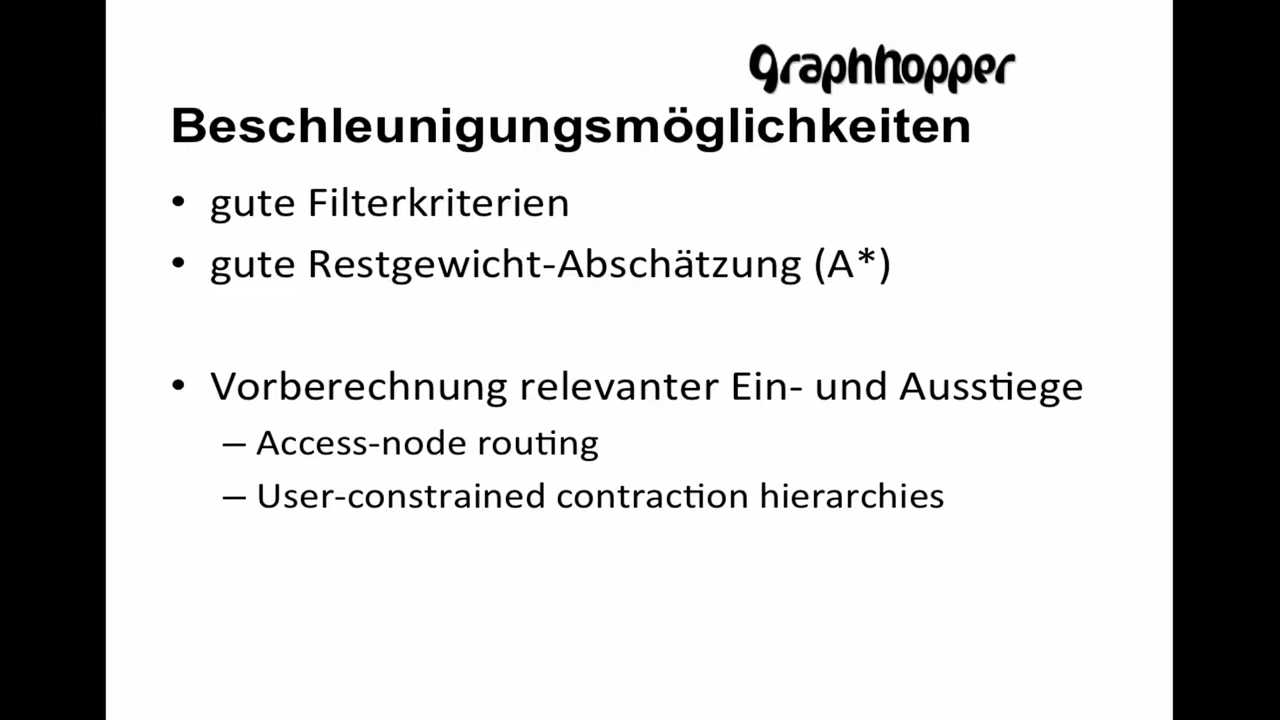 graphhopper
Beschleunigungsmöglichkeiten
• gute Filterkriterien
• gute Restgewicht-Abschätzung (A*)
• Vorberechnung relevanter Ein- und Ausstiege
– Access-node routing
– User-constrained contraction hierarchies